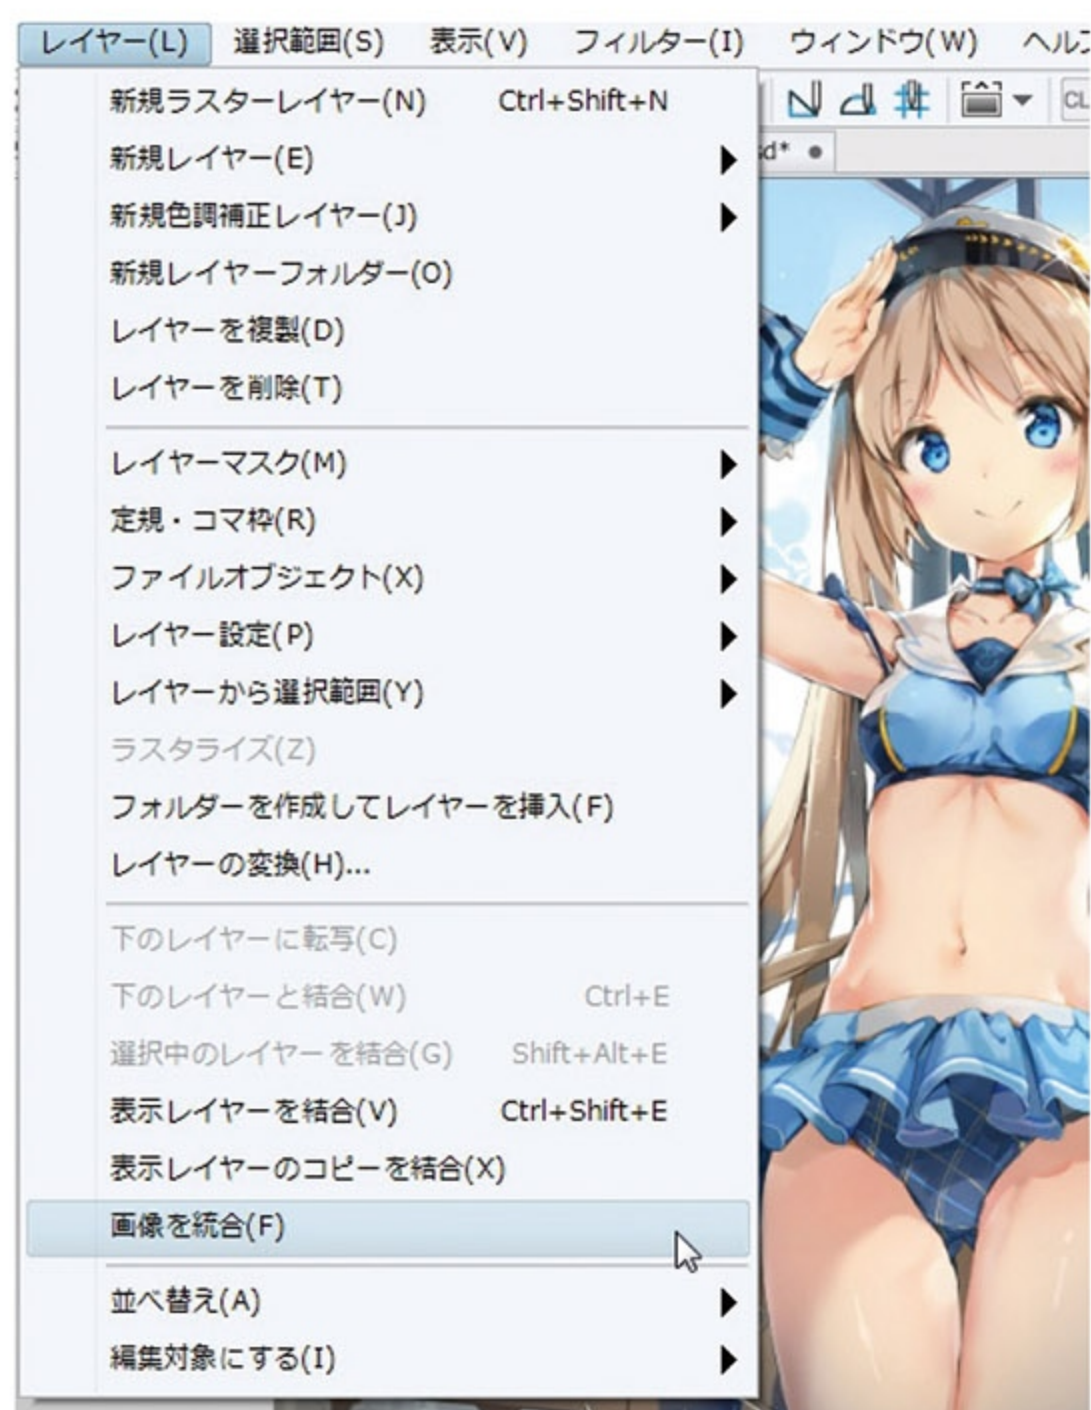 レイヤー(L) 選択範囲(S) 表示(V) フィルター(I) ウィンドウ(W)
新規ラスターレイヤー(N) Ctrl+Shift+N
新規レイヤー(E)
新規色調補正レイヤー(J)
新規レイヤーフォルダー(O)
レイヤーを複製(D)
レイヤーを削除(T)
レイヤーマスク(M)
定規・コマ枠(R)
ファイルオブジェクト(X)
レイヤー設定(P)
レイヤーから選択範囲(Y)
ラスタライズ(Z)
フォルダーを作成してレイヤーを挿入(F)
レイヤーの変換(H)...
下のレイヤーに転写(C)
下のレイヤーと結合(W) Ctrl+E
選択中のレイヤーを結合(G) Shift+Alt+E
表示レイヤーを結合(V) Ctrl+Shift+E
表示レイヤーのコピーを結合(X)
画像を統合(F)
並べ替え(A)
編集対象にする(I)